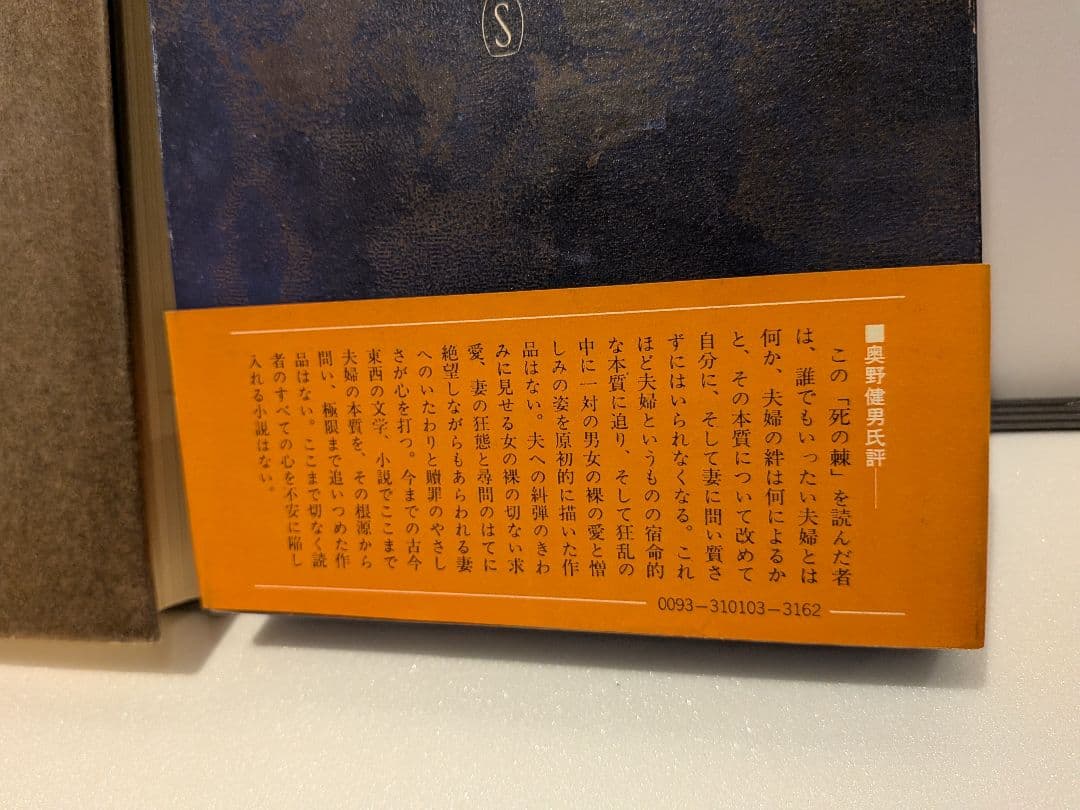 S
■奥野健男氏評
この「死の棘」を読んだ者
は、誰でもいったい夫婦とは
何か、夫婦の絆は何によるか
と、その本質について改めて
自分に、そして妻に問い質さ
ずにはいられなくなる。これ
ほど夫婦というものの宿命的
な本質に迫り、そして狂乱の
中に一対の男女の裸の愛と憎
しみの姿を原初的に描いた作
品はない。夫への糾弾のきわ
みに見せる女の裸の切ない求
愛、妻の狂態と尋問のはてに
絶望しながらもあらわれる妻
へのいたわりと贖罪のやさし
さが心を打つ。今までの古今
東西の文学、小説でここまで
夫婦の本質を、その根源から
問い、極限まで追いつめた作
品はない。ここまで切なく読
者のすべての心を不安に陥し
入れる小説はない。
0093-310103-3162